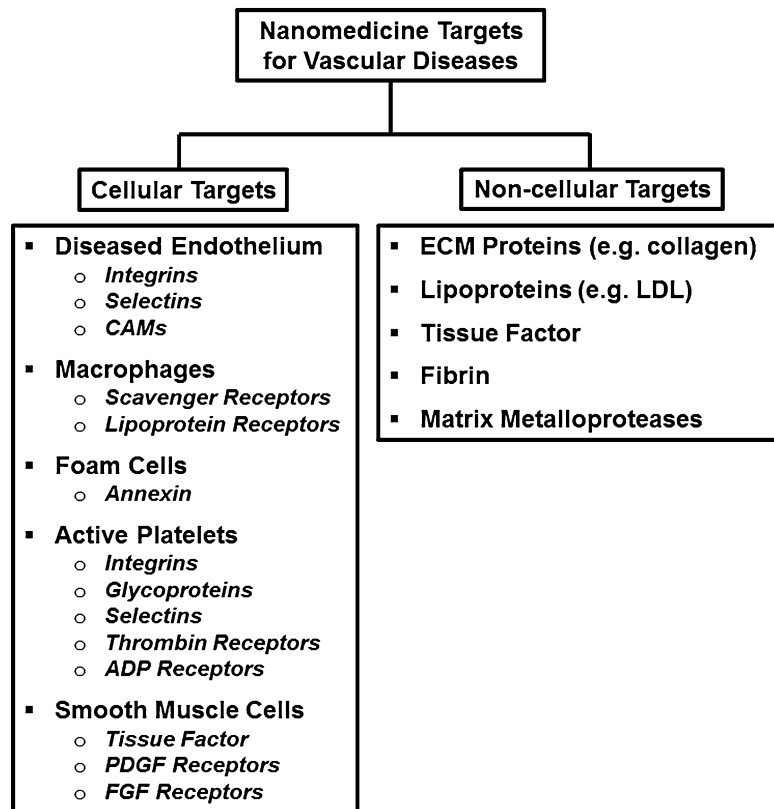 Nanomedicine Targets
for Vascular Diseases
Cellular Targets
▪ Diseased Endothelium
o Integrins
o Selectins
o CAMs
▪ Macrophages
o Scavenger Receptors
o Lipoprotein Receptors
▪ Foam Cells
o Annexin
▪ Active Platelets
o Integrins
o Glycoproteins
o Selectins
o Thrombin Receptors
o ADP Receptors
▪ Smooth Muscle Cells
o Tissue Factor
o PDGF Receptors
o FGF Receptors
Non-cellular Targets
▪ ECM Proteins (e.g. collagen)
▪ Lipoproteins (e.g. LDL)
▪ Tissue Factor
▪ Fibrin
▪ Matrix Metalloproteases